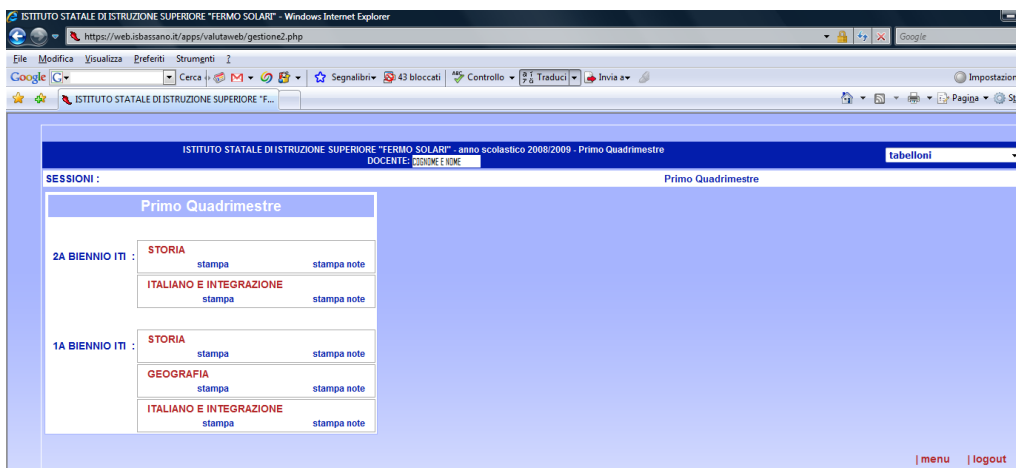 ISTITUTO STATALE DI ISTRUZIONE SUPERIORE "FERMO SOLARI" - Windows Internet Explorer
https://web.isbassano.it/apps/valutaweb/gestione2.php
Google
File Modifica Visualizza Preferiti Strumenti ?
Google G Cerca Segnalibri 43 bloccati Controllo Traduci Invia a Impostazion
ISTITUTO STATALE DI ISTRUZIONE SUPERIORE "F... Pagina
ISTITUTO STATALE DI ISTRUZIONE SUPERIORE "FERMO SOLARI" - anno scolastico 2008/2009 - Primo Quadrimestre
DOCENTE: COGNOME E NOME
tabelloni
SESSIONI : Primo Quadrimestre
Primo Quadrimestre
2A BIENNIO ITI :
STORIA
stampa stampa note
ITALIANO E INTEGRAZIONE
stampa stampa note
1A BIENNIO ITI :
STORIA
stampa stampa note
GEOGRAFIA
stampa stampa note
ITALIANO E INTEGRAZIONE
stampa stampa note
| menu | logout